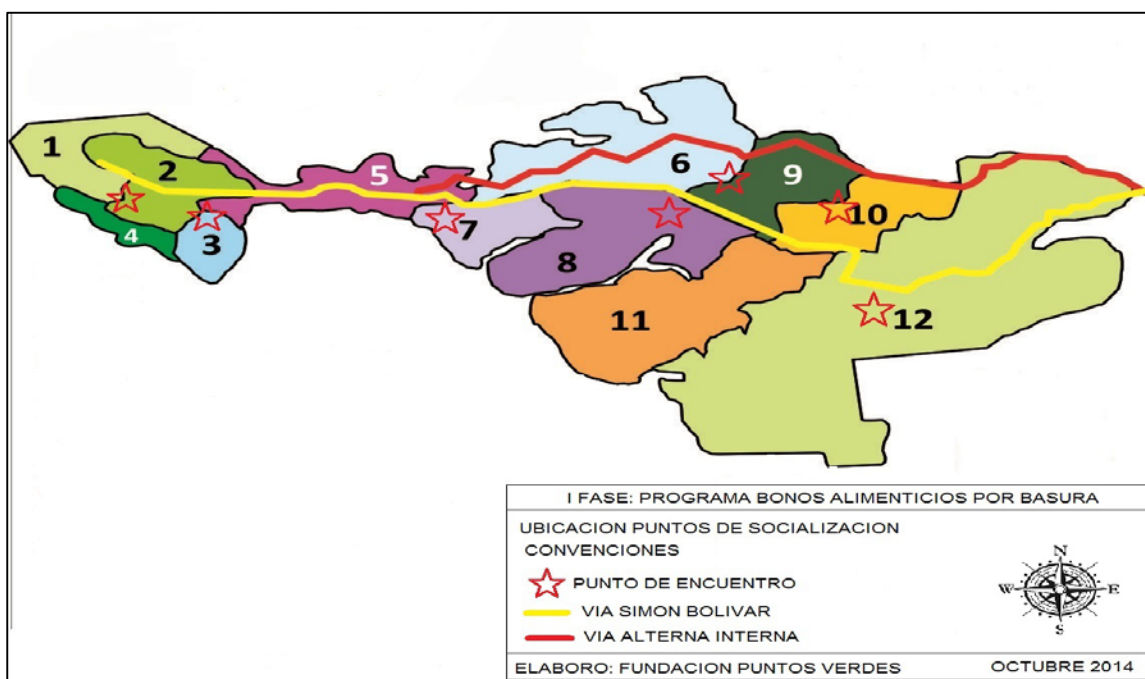 1
2
5
6
9
4
3
7
10
8
11
12
I FASE: PROGRAMA BONOS ALIMENTICIOS POR BASURA
UBICACION PUNTOS DE SOCIALIZACION
CONVENCIONES
PUNTO DE ENCUENTRO
VIA SIMON BOLIVAR
VIA ALTERNA INTERNA
N
W E
S
ELABORO: FUNDACION PUNTOS VERDES OCTUBRE 2014